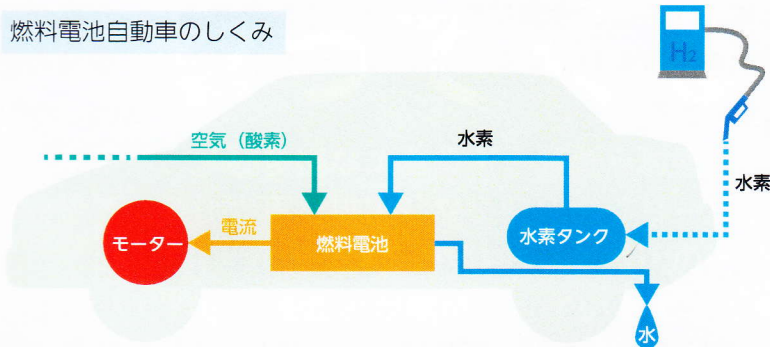 燃料電池自動車のしくみ
H₂
空気（酸素）
水素
水素
モーター
電流
燃料電池
水素タンク
水